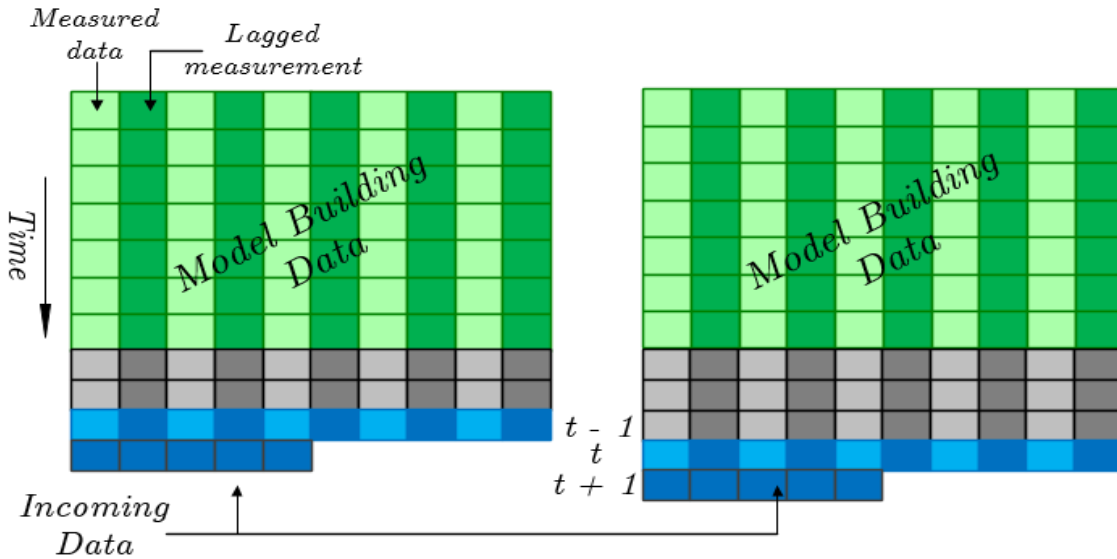 Measured
data
Lagged
measurement
Time
Model Building
Data
Model Building
Data
t - 1
t
t + 1
Incoming
Data